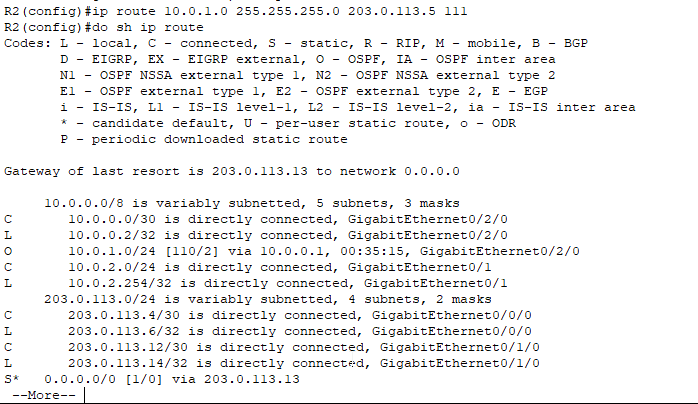 R2(config)#ip route 10.0.1.0 255.255.255.0 203.0.113.5 111
R2(config)#do sh ip route
Codes: L - local, C - connected, S - static, R - RIP, M - mobile, B - BGP
D - EIGRP, EX - EIGRP external, O - OSPF, IA - OSPF inter area
N1 - OSPF NSSA external type 1, N2 - OSPF NSSA external type 2
E1 - OSPF external type 1, E2 - OSPF external type 2, E - EGP
i - IS-IS, L1 - IS-IS level-1, L2 - IS-IS level-2, ia - IS-IS inter area
* - candidate default, U - per-user static route, o - ODR
P - periodic downloaded static route
Gateway of last resort is 203.0.113.13 to network 0.0.0.0
10.0.0.0/8 is variably subnetted, 5 subnets, 3 masks
C 10.0.0.0/30 is directly connected, GigabitEthernet0/2/0
L 10.0.0.2/32 is directly connected, GigabitEthernet0/2/0
O 10.0.1.0/24 [110/2] via 10.0.0.1, 00:35:15, GigabitEthernet0/2/0
C 10.0.2.0/24 is directly connected, GigabitEthernet0/1
L 10.0.2.254/32 is directly connected, GigabitEthernet0/1
203.0.113.0/24 is variably subnetted, 4 subnets, 2 masks
C 203.0.113.4/30 is directly connected, GigabitEthernet0/0/0
L 203.0.113.6/32 is directly connected, GigabitEthernet0/0/0
C 203.0.113.12/30 is directly connected, GigabitEthernet0/1/0
L 203.0.113.14/32 is directly connected, GigabitEthernet0/1/0
S* 0.0.0.0/0 [1/0] via 203.0.113.13
--More--